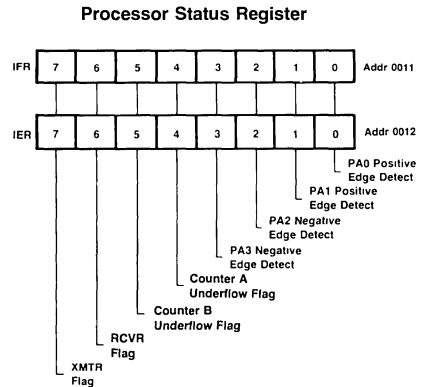 Processor Status Register
IFR 7 6 5 4 3 2 1 0 Addr 0011
IER 7 6 5 4 3 2 1 0 Addr 0012
PA0 Positive
Edge Detect
PA1 Positive
Edge Detect
PA2 Negative
Edge Detect
PA3 Negative
Edge Detect
Counter A
Underflow Flag
Counter B
Underflow Flag
RCVR
Flag
XMTR
Flag